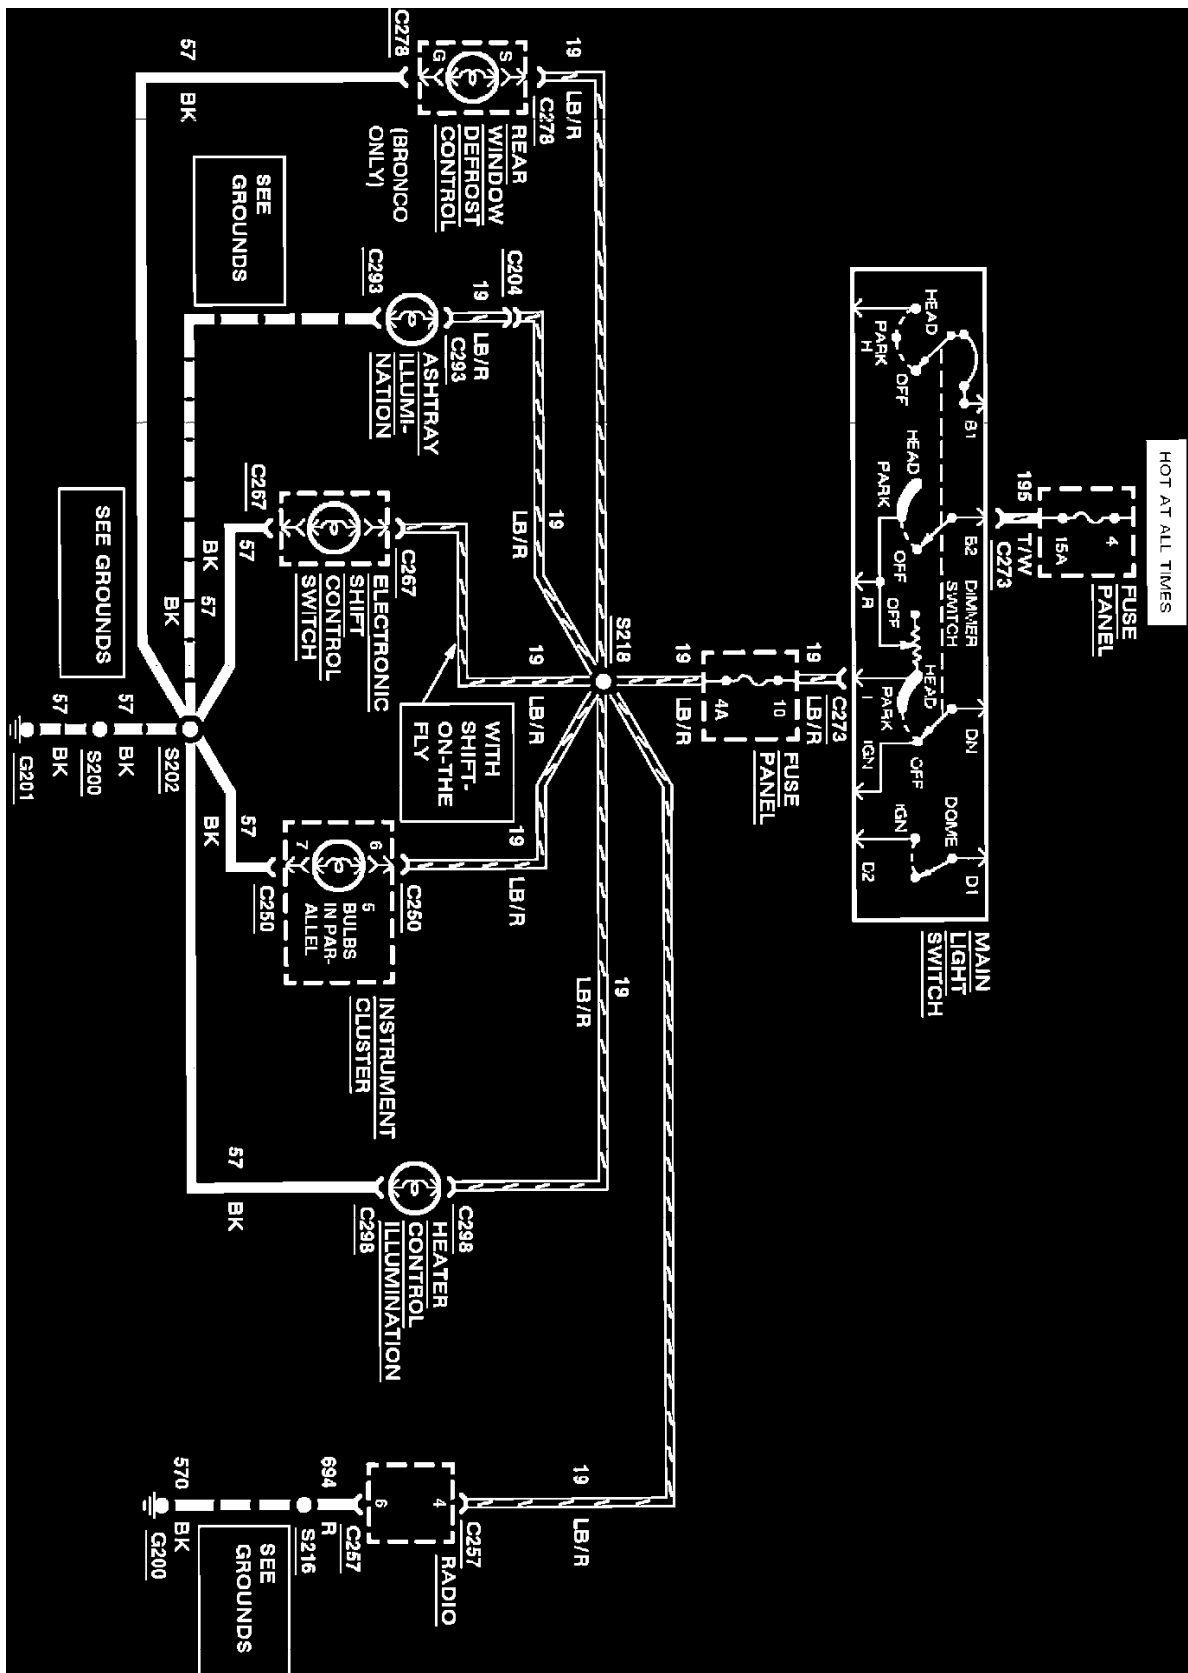 HOT AT ALL TIMES
4
15A
FUSE
PANEL
195
T/W
C273
B1
B2
DN
D1
HEAD
PARK
OFF
H
HEAD
PARK
OFF
R
DIMMER
SWITCH
OFF
HEAD
PARK
OFF
I
IGN
DOME
IGN
D2
MAIN
LIGHT
SWITCH
19
LB/R
C273
10
4A
FUSE
PANEL
19
LB/R
S218
19
LB/R
C278
S
G
REAR
WINDOW
DEFROST
CONTROL
(BRONCO
ONLY)
C278
57
BK
19
LB/R
C204
19
LB/R
C293
ASHTRAY
ILLUMI-
NATION
C293
SEE
GROUNDS
57
BK
19
LB/R
WITH
SHIFT-
ON-THE
FLY
C267
ELECTRONIC
SHIFT
CONTROL
SWITCH
C267
57
BK
19
LB/R
C250
6
7
5
BULBS
IN PAR-
ALLEL
INSTRUMENT
CLUSTER
C250
57
BK
19
LB/R
C298
HEATER
CONTROL
ILLUMINATION
C298
57
BK
19
LB/R
C257
4
6
RADIO
C257
694
R
S216
570
BK
G200
SEE
GROUNDS
SEE GROUNDS
S202
57
BK
S200
57
BK
G201